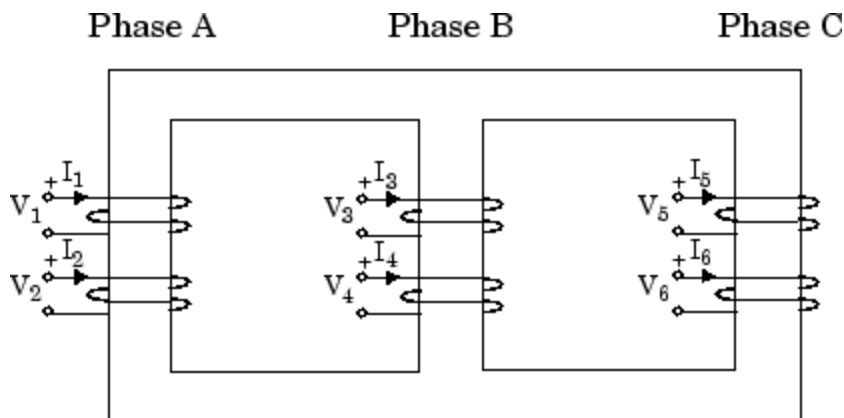 Phase A Phase B Phase C
+ I1 + I3 + I5
V1 V3 V5
+ I2 + I4 + I6
V2 V4 V6